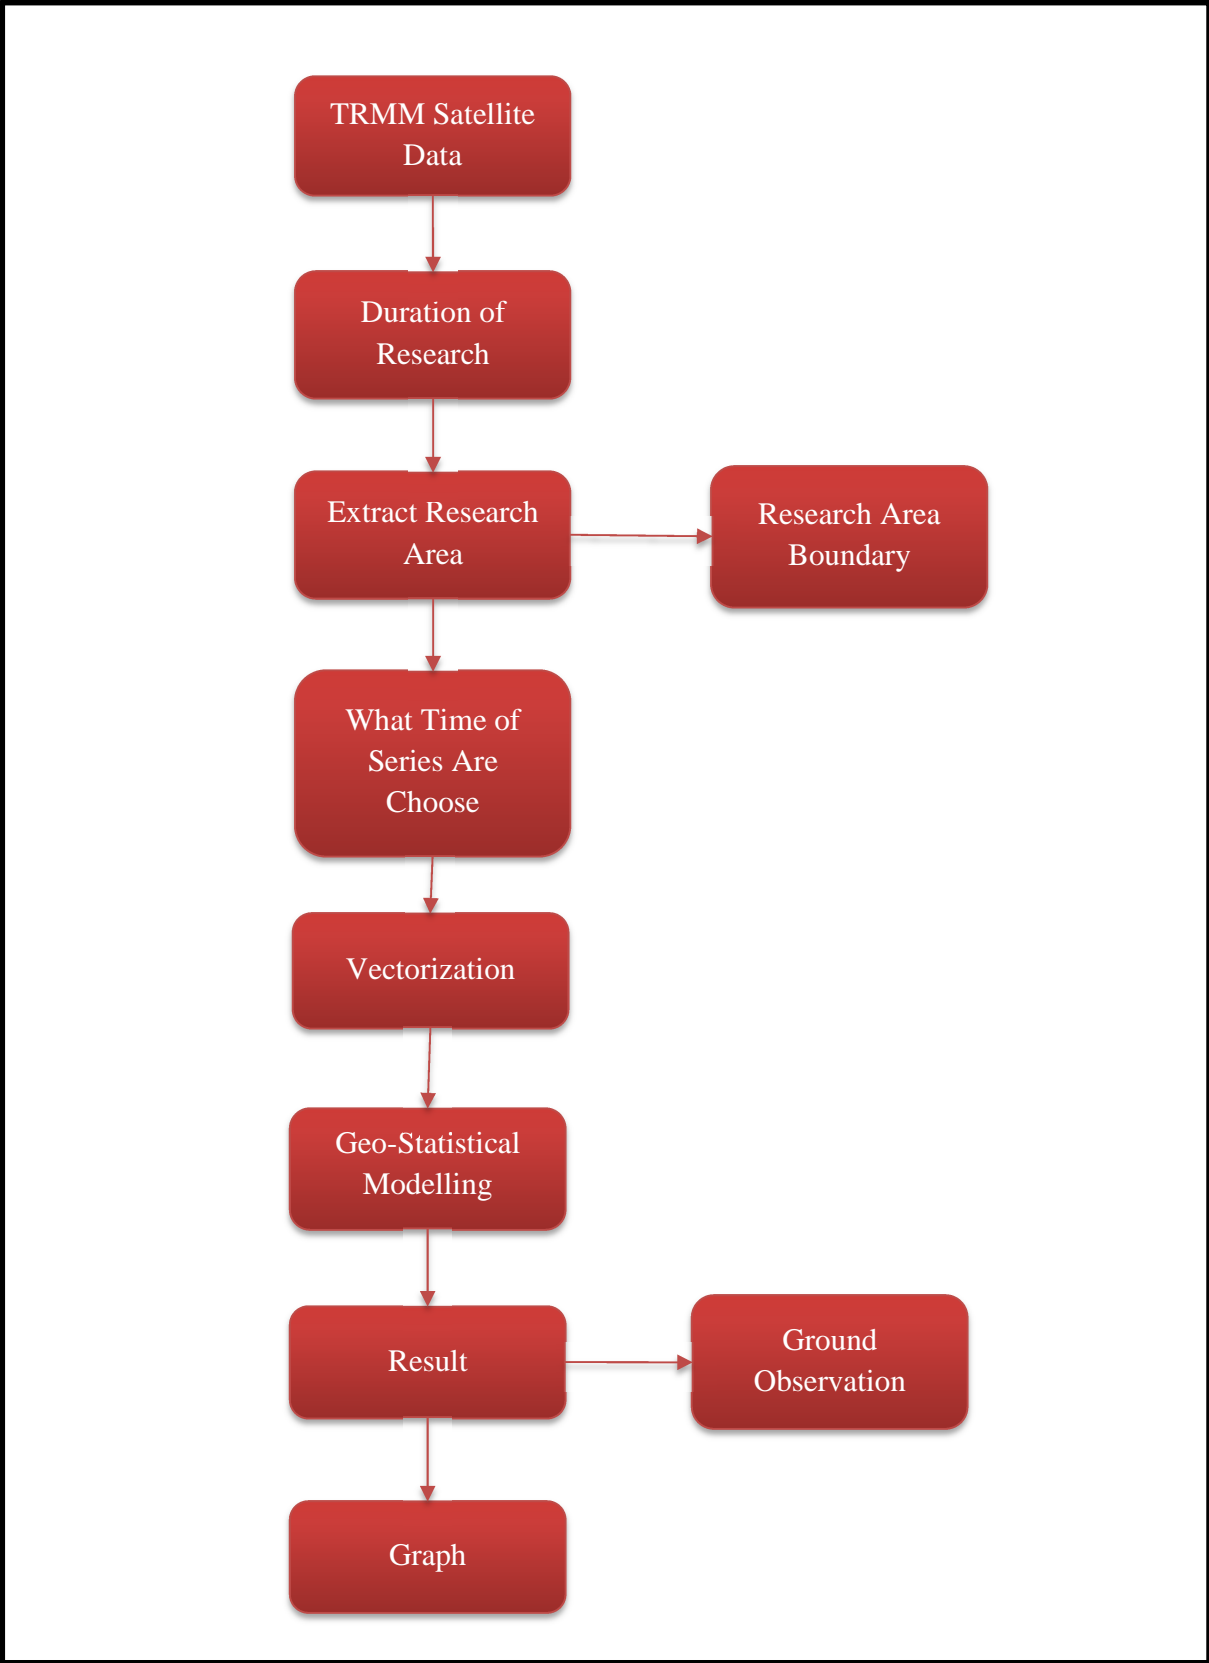 TRMM Satellite
Data
Duration of
Research
Extract Research
Area
Research Area
Boundary
What Time of
Series Are
Choose
Vectorization
Geo-Statistical
Modelling
Result
Ground
Observation
Graph